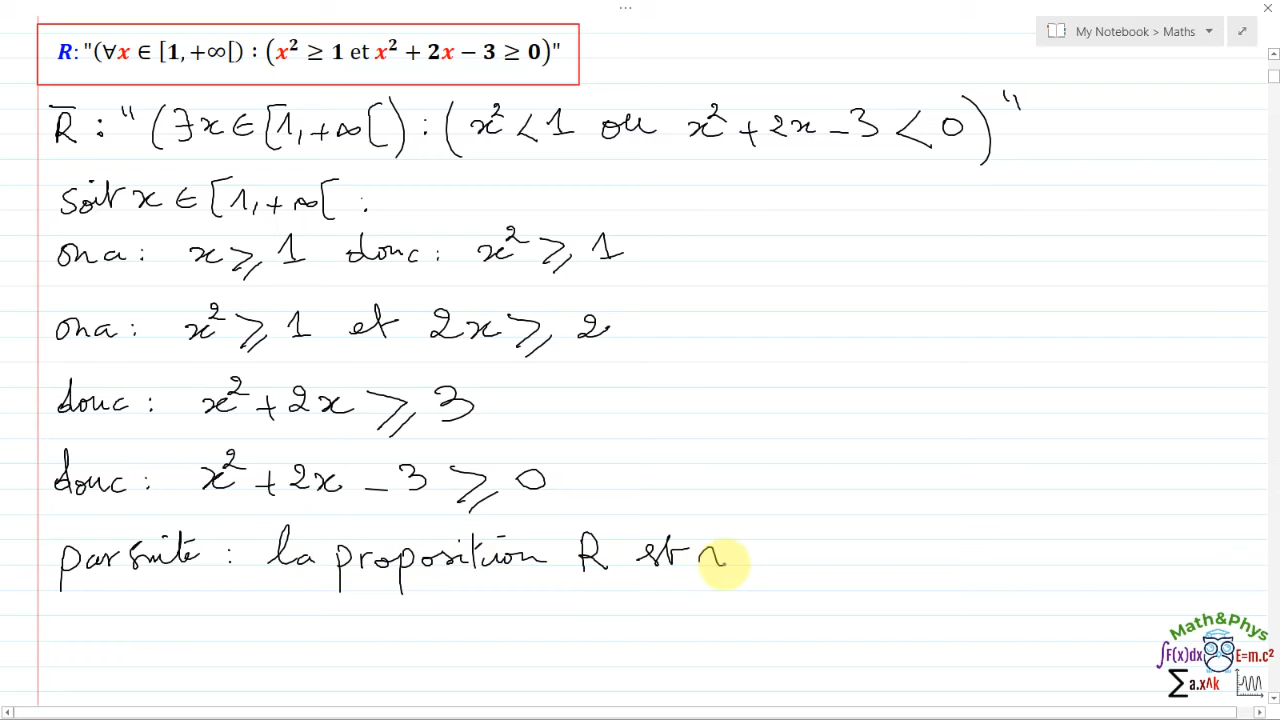 ...
My Notebook > Maths
R: "(∀x ∈ [1, +∞[) : (x² ≥ 1 et x² + 2x − 3 ≥ 0)"
R̅ : " (∃x ∈ [1, +∞[) : (x² < 1 ou x² + 2x − 3 < 0) "
Soit x ∈ [1, +∞[ :
on a : x ⩾ 1 donc : x² ⩾ 1
on a : x² ⩾ 1 et 2x ⩾ 2
donc : x² + 2x ⩾ 3
donc : x² + 2x − 3 ⩾ 0
par suite : la proposition R est
Math&Phys
∫F(x)dx E=m.c²
∑ a.x^k